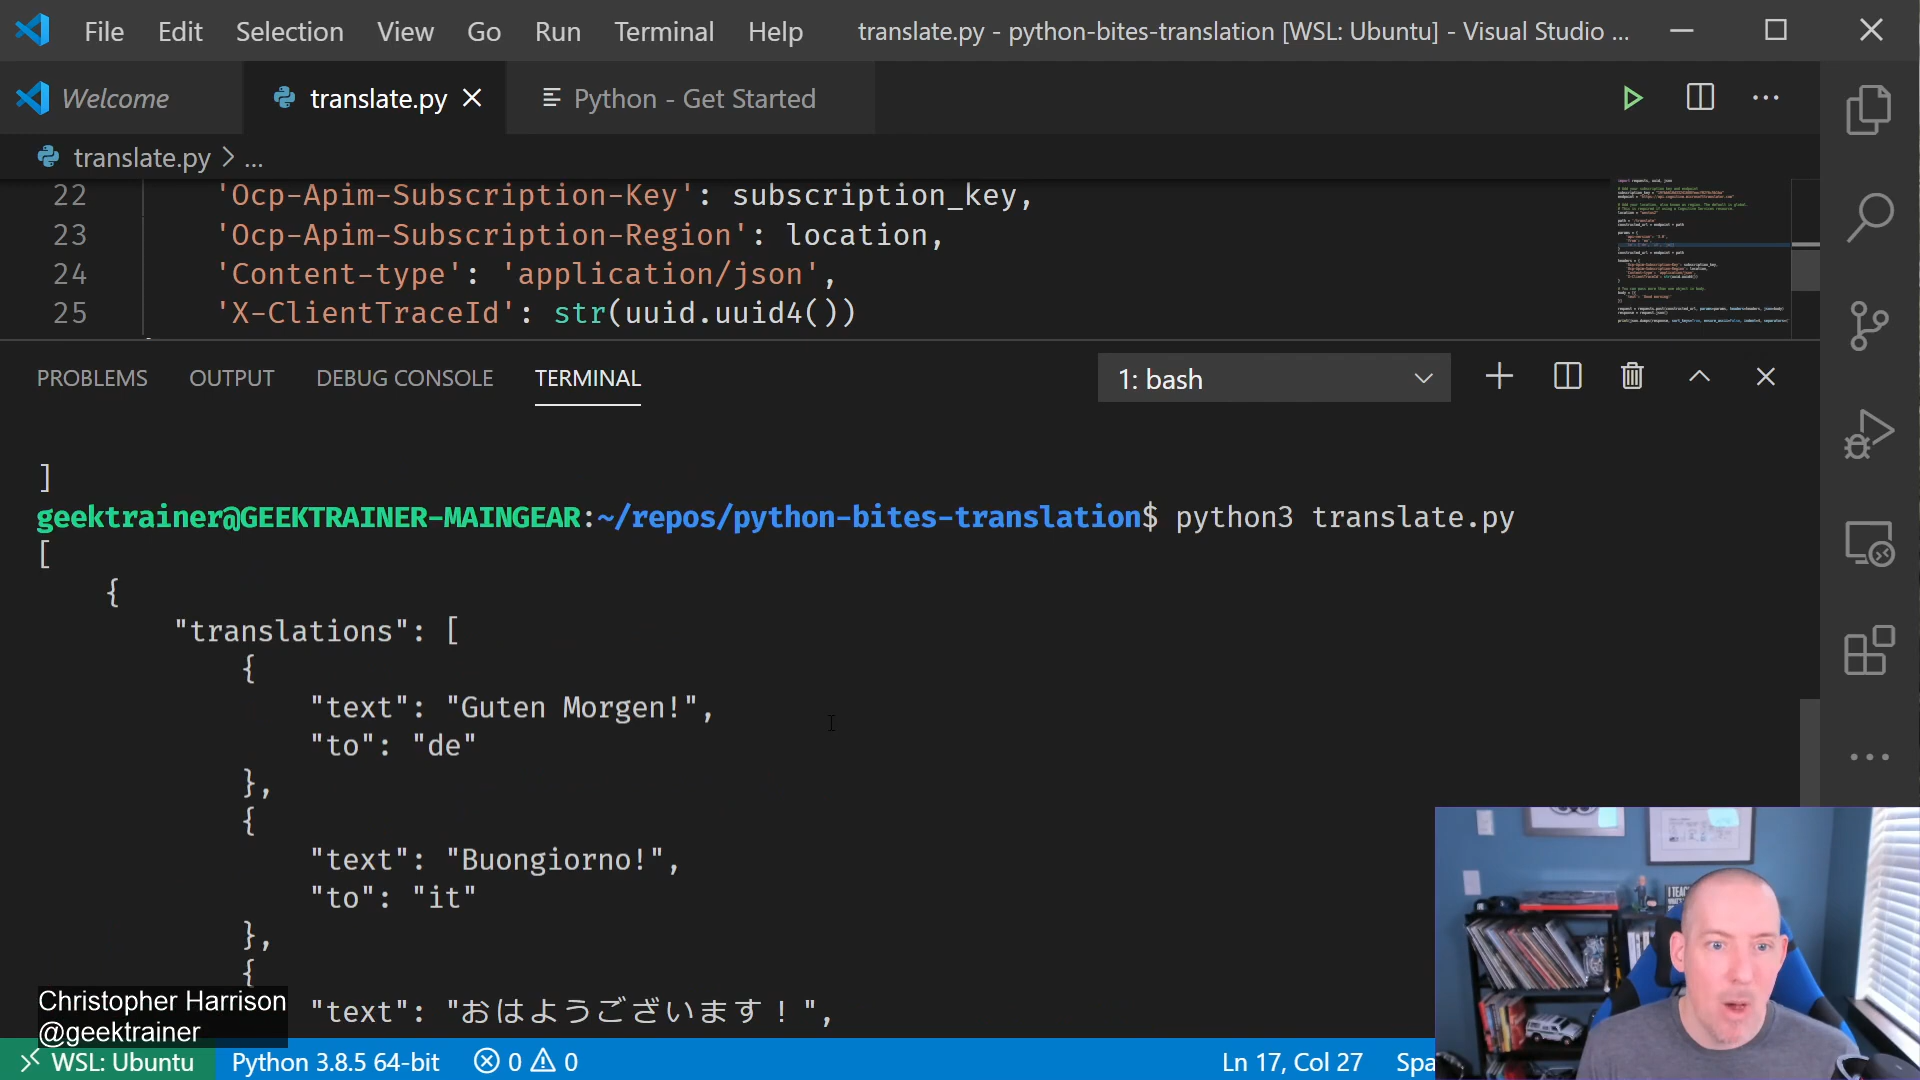 File Edit Selection View Go Run Terminal Help translate.py - python-bites-translation [WSL: Ubuntu] - Visual Studio ...
Welcome translate.py Python - Get Started
translate.py > ...
22 'Ocp-Apim-Subscription-Key': subscription_key,
23 'Ocp-Apim-Subscription-Region': location,
24 'Content-type': 'application/json',
25 'X-ClientTraceId': str(uuid.uuid4())
PROBLEMS OUTPUT DEBUG CONSOLE TERMINAL 1: bash
]
geektrainer@GEEKTRAINER-MAINGEAR:~/repos/python-bites-translation$ python3 translate.py
[
{
"translations": [
{
"text": "Guten Morgen!",
"to": "de"
},
{
"text": "Buongiorno!",
"to": "it"
},
{
"text": "おはようございます！",
Christopher Harrison
@geektrainer
WSL: Ubuntu Python 3.8.5 64-bit 0 0 Ln 17, Col 27 Spa
I TEACH